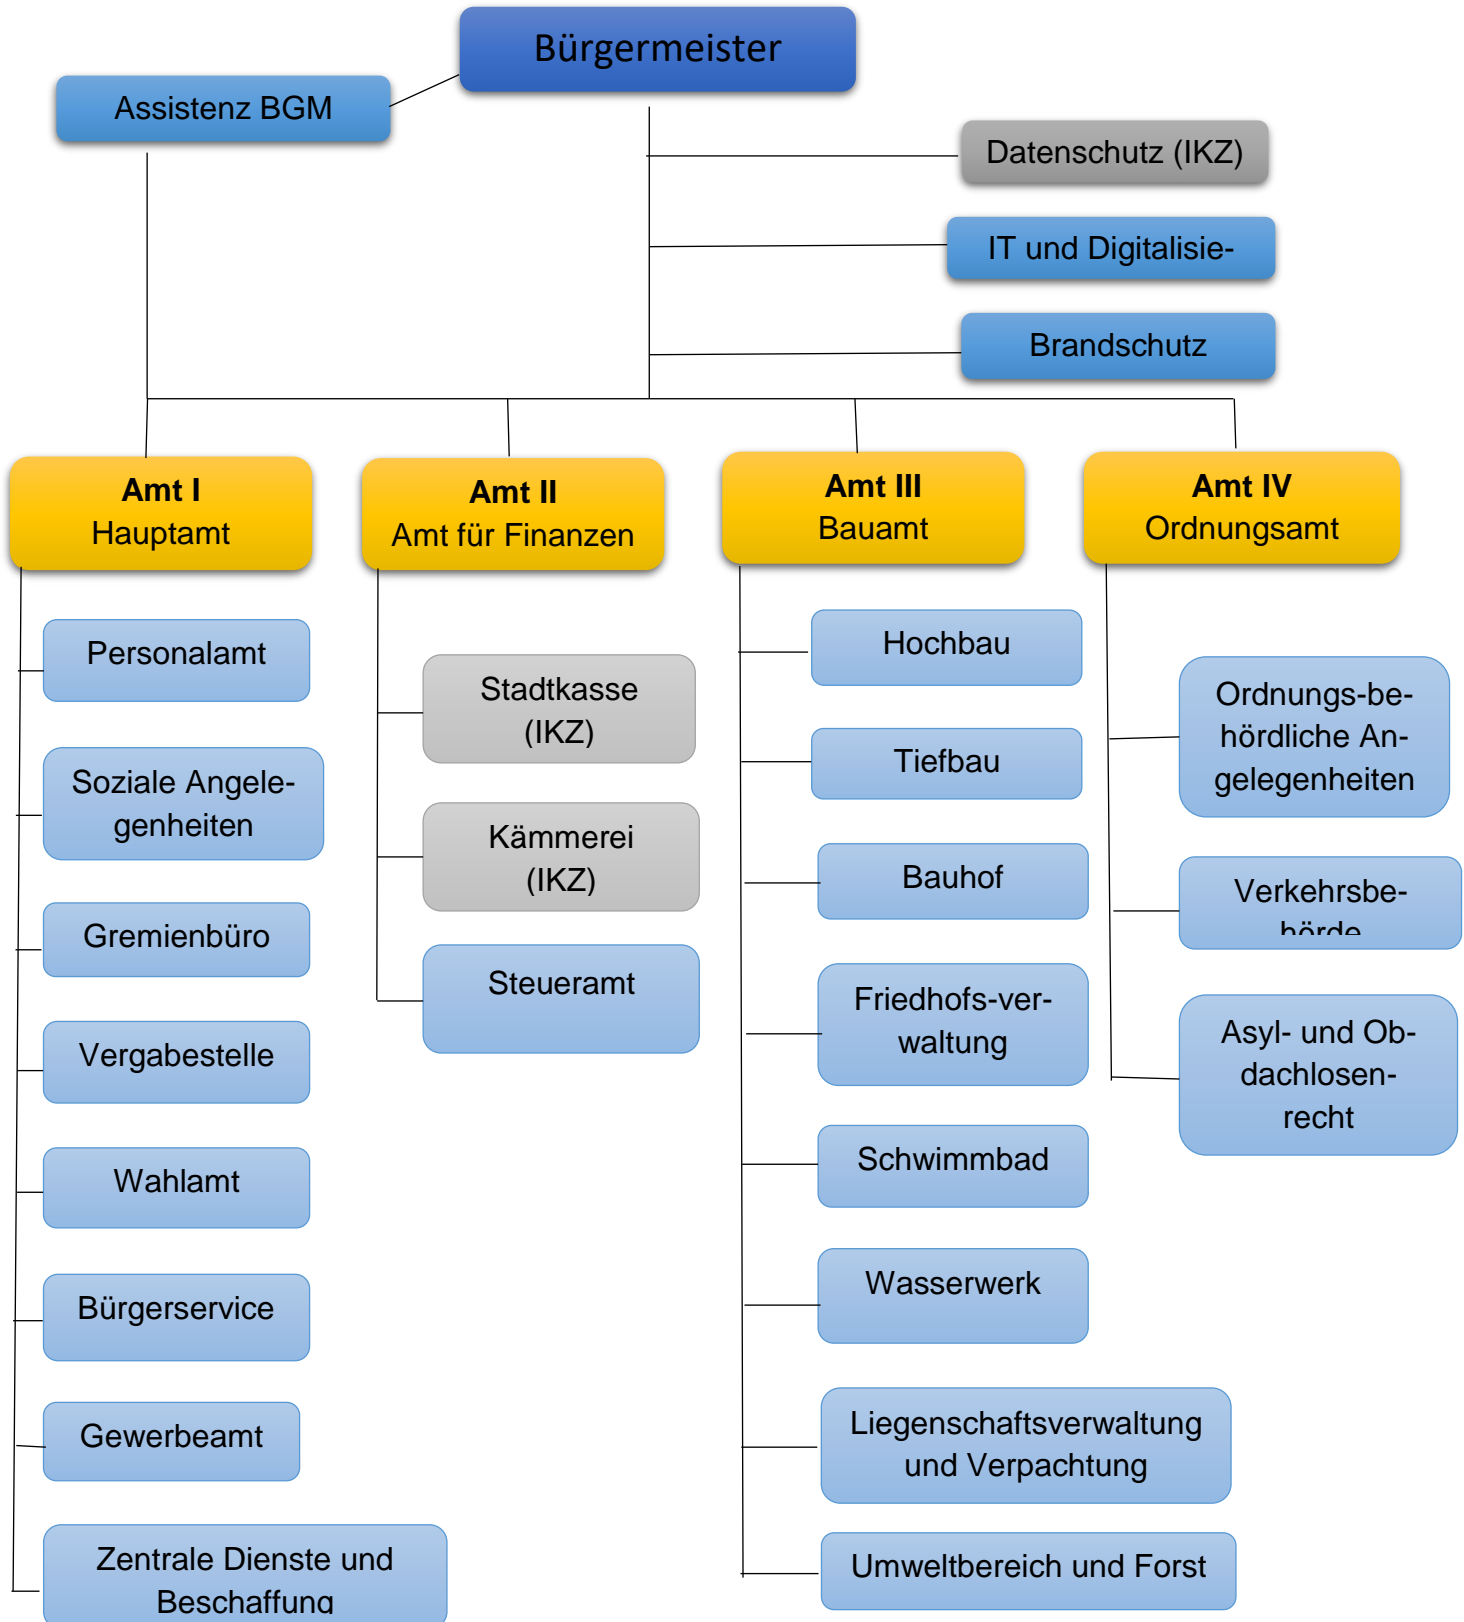 Bürgermeister
Assistenz BGM
Datenschutz (IKZ)
IT und Digitalisie-
Brandschutz
Amt I
Hauptamt
Personalamt
Soziale Angele-
genheiten
Gremienbüro
Vergabestelle
Wahlamt
Bürgerservice
Gewerbeamt
Zentrale Dienste und
Beschaffung
Amt II
Amt für Finanzen
Stadtkasse
(IKZ)
Kämmerei
(IKZ)
Steueramt
Amt III
Bauamt
Hochbau
Tiefbau
Bauhof
Friedhofs-ver-
waltung
Schwimmbad
Wasserwerk
Liegenschaftsverwaltung
und Verpachtung
Umweltbereich und Forst
Amt IV
Ordnungsamt
Ordnungs-be-
hördliche An-
gelegenheiten
Verkehrsbe-
hörde
Asyl- und Ob-
dachlosen-
recht